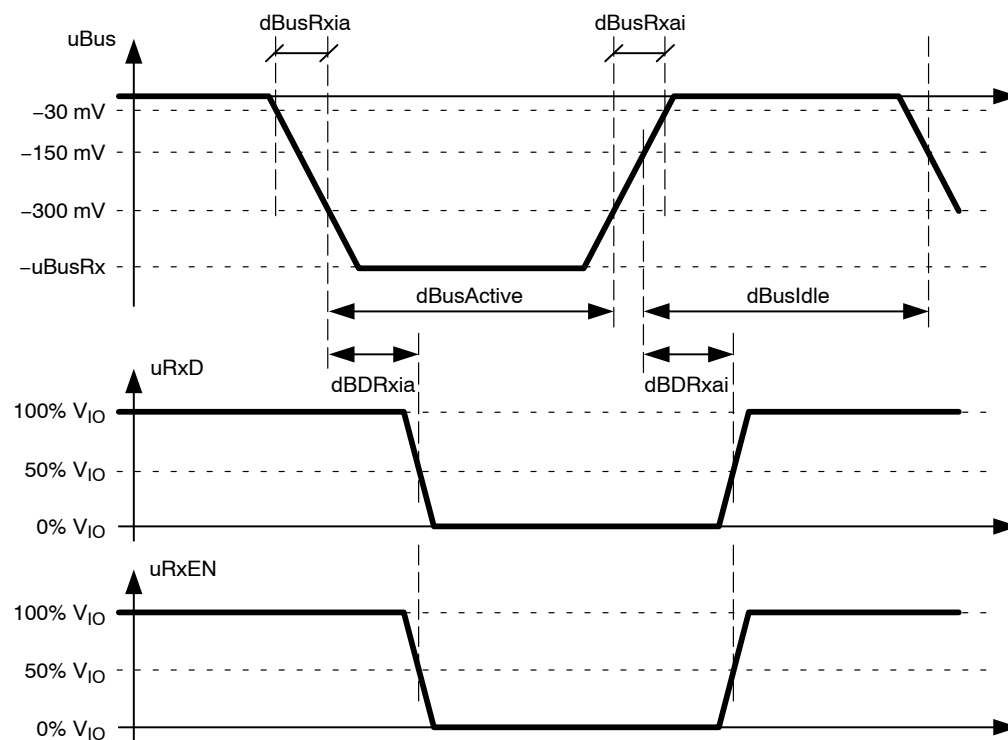 dBusRxia
dBusRxai
uBus
−30 mV
−150 mV
−300 mV
−uBusRx
dBusActive
dBusIdle
uRxD
dBDRxia
dBDRxai
100% VIO
50% VIO
0% VIO
uRxEN
100% VIO
50% VIO
0% VIO